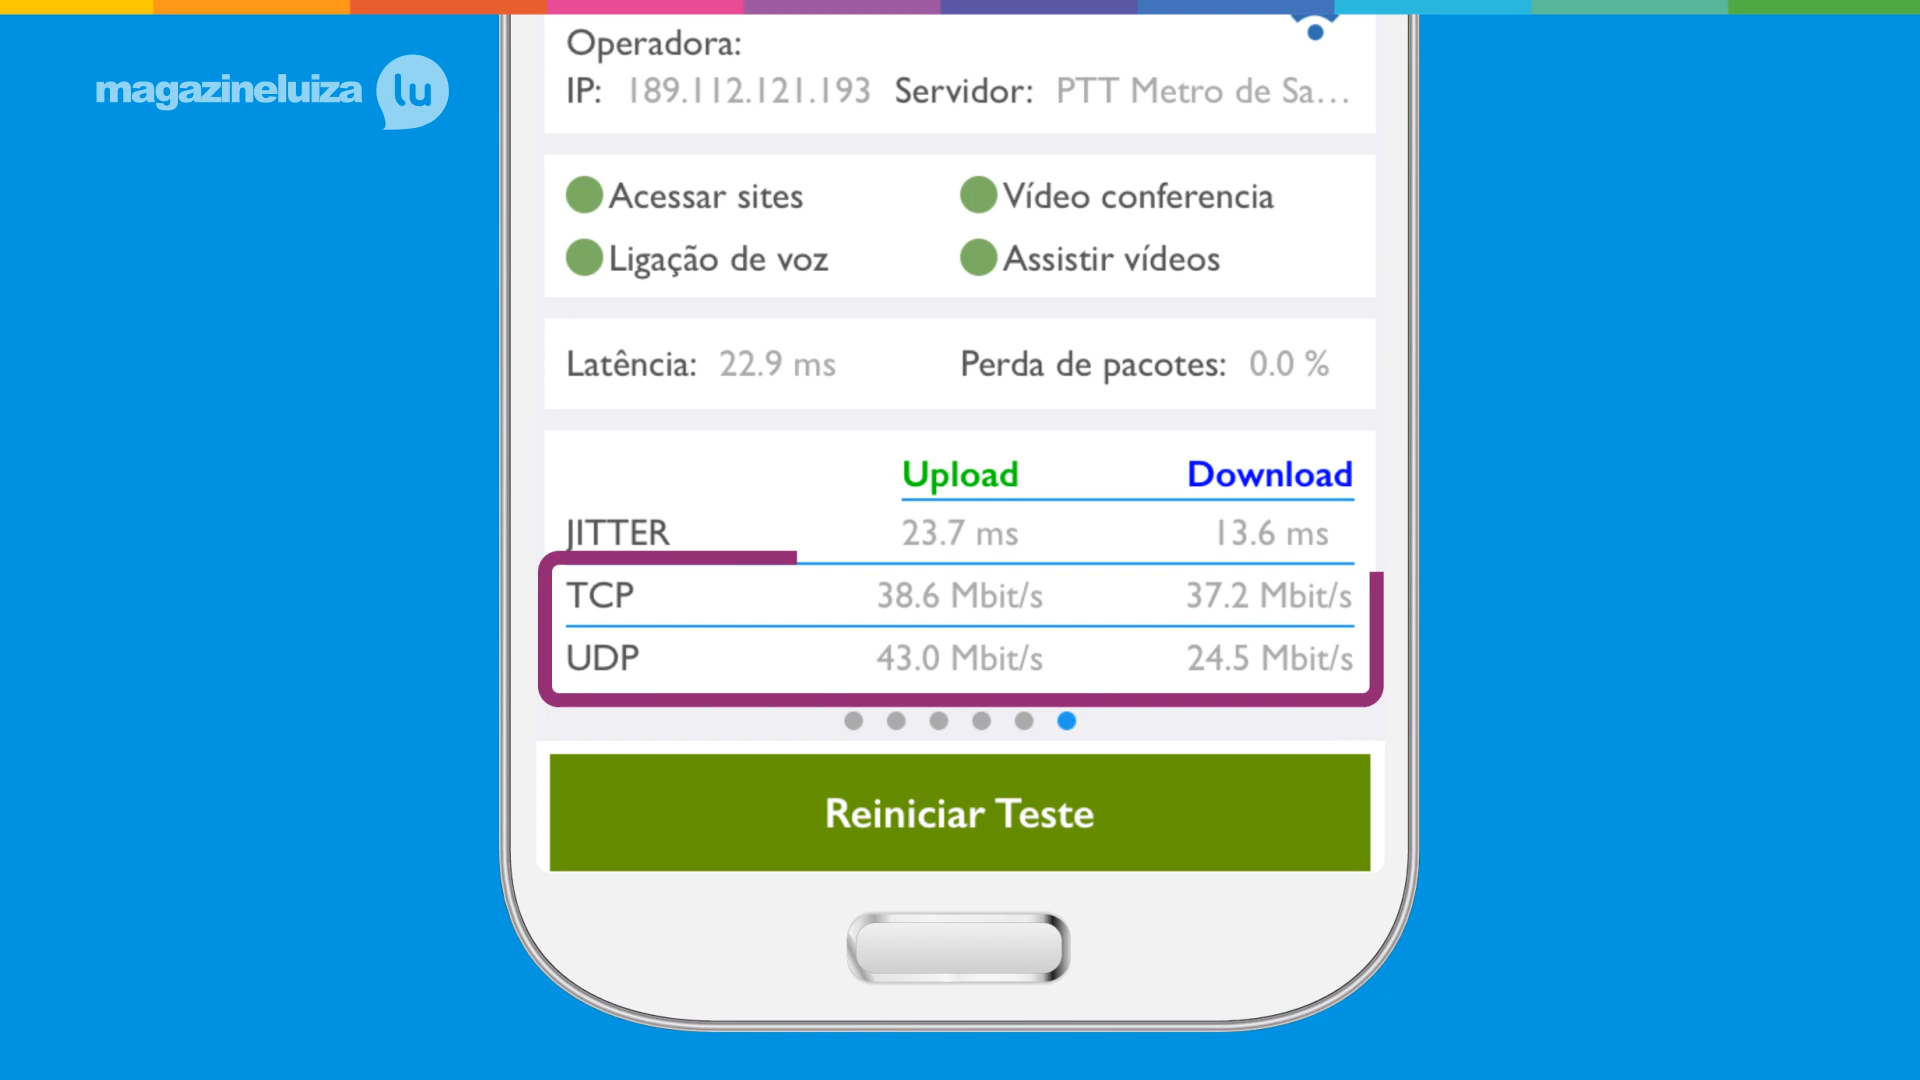 magazineluiza lu
Operadora:
IP: 189.112.121.193 Servidor: PTT Metro de Sa...
Acessar sites Vídeo conferencia
Ligação de voz Assistir vídeos
Latência: 22.9 ms Perda de pacotes: 0.0 %
Upload Download
JITTER 23.7 ms 13.6 ms
TCP 38.6 Mbit/s 37.2 Mbit/s
UDP 43.0 Mbit/s 24.5 Mbit/s
Reiniciar Teste